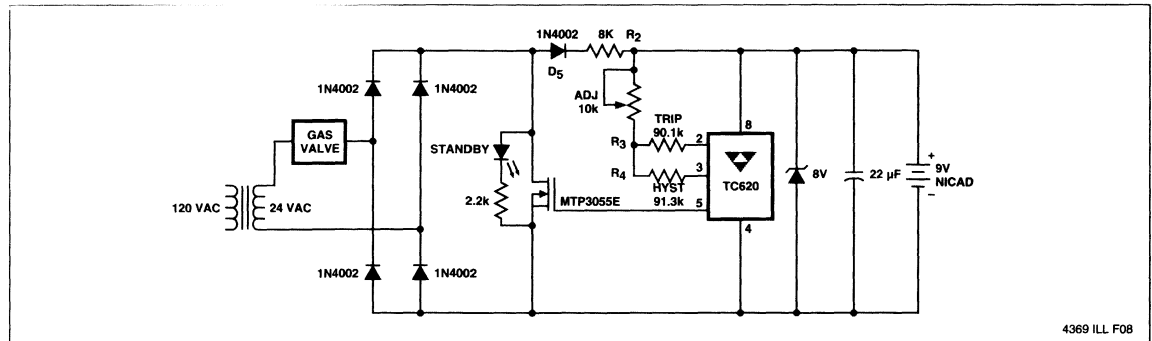 1N4002
8K
R2
D5
1N4002
1N4002
ADJ
10k
GAS
VALVE
TRIP
90.1k
R3
2
8
STANDBY
R4
3
TC620
8V
22 µF
+
9V
NICAD
–
HYST
91.3k
120 VAC
24 VAC
2.2k
MTP3055E
5
4
1N4002
1N4002
4369 ILL F08